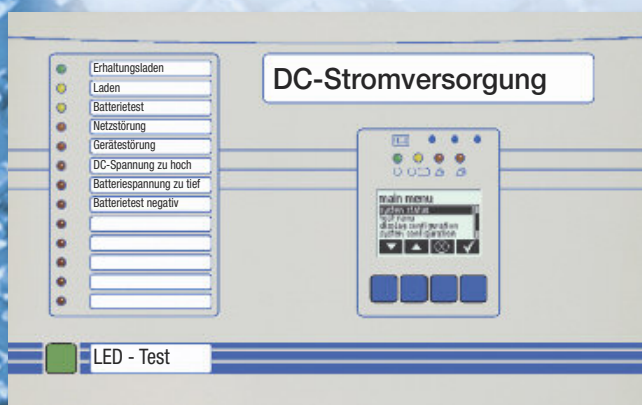 Erhaltungsladen
Laden
Batterietest
Netzstörung
Gerätestörung
DC-Spannung zu hoch
Batteriespannung zu tief
Batterietest negativ
DC-Stromversorgung
main menu
system status
display configuration
system configuration
LED - Test